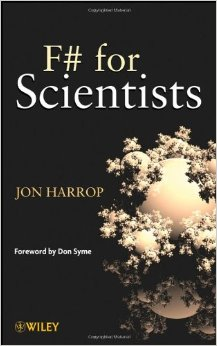 F# for
Scientists
JON HARROP
Foreword by Don Syme
WILEY